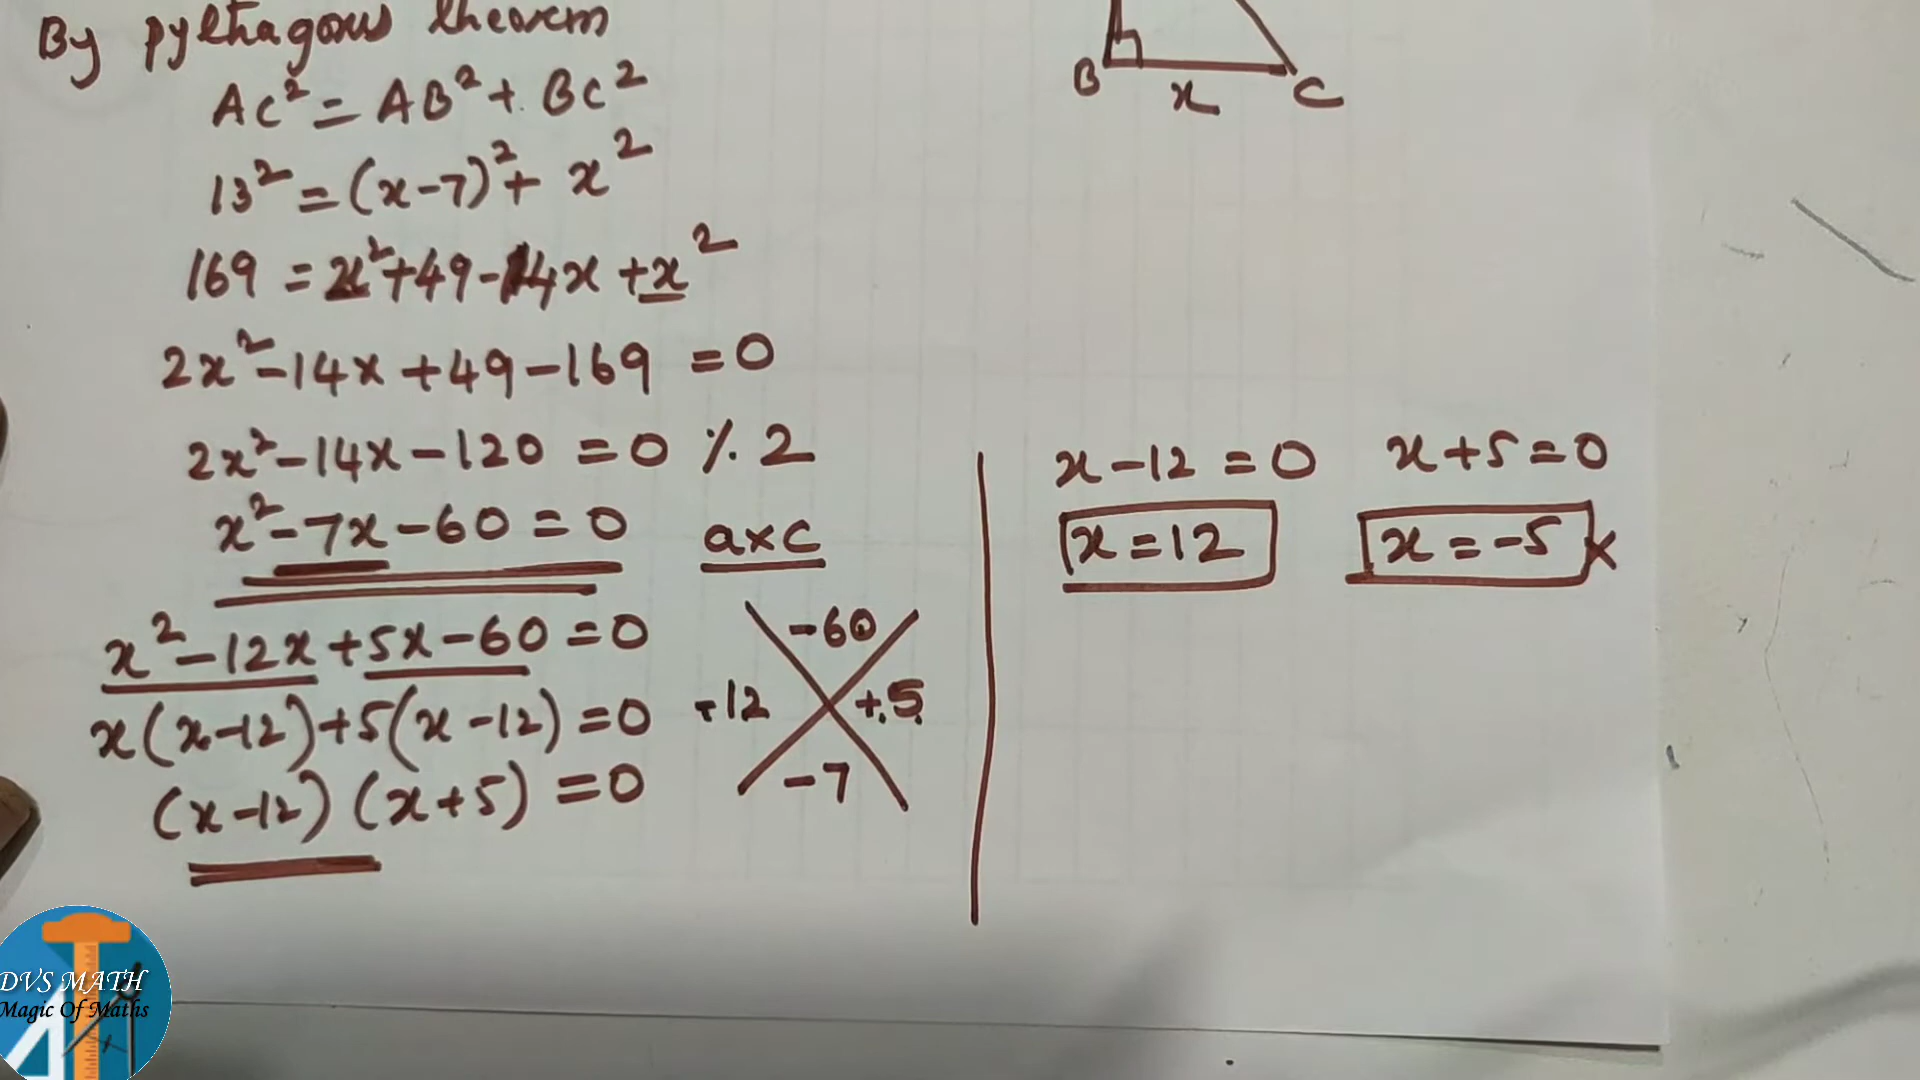 By pythagorus theorem
AC² = AB² + BC²
13² = (x-7)² + x²
169 = x²+49-14x +x²
2x²-14x +49-169 =0
2x²-14x-120 =0 ٪ 2
x²-7x-60=0 axc
x²-12x+5x-60=0
x(x-12)+5(x-12)=0
(x-12) (x+5) =0
-60
-12 +5
-7
B x C
x-12=0 x+5=0
x=12 x=-5 x
DVS MATH
Magic Of Maths